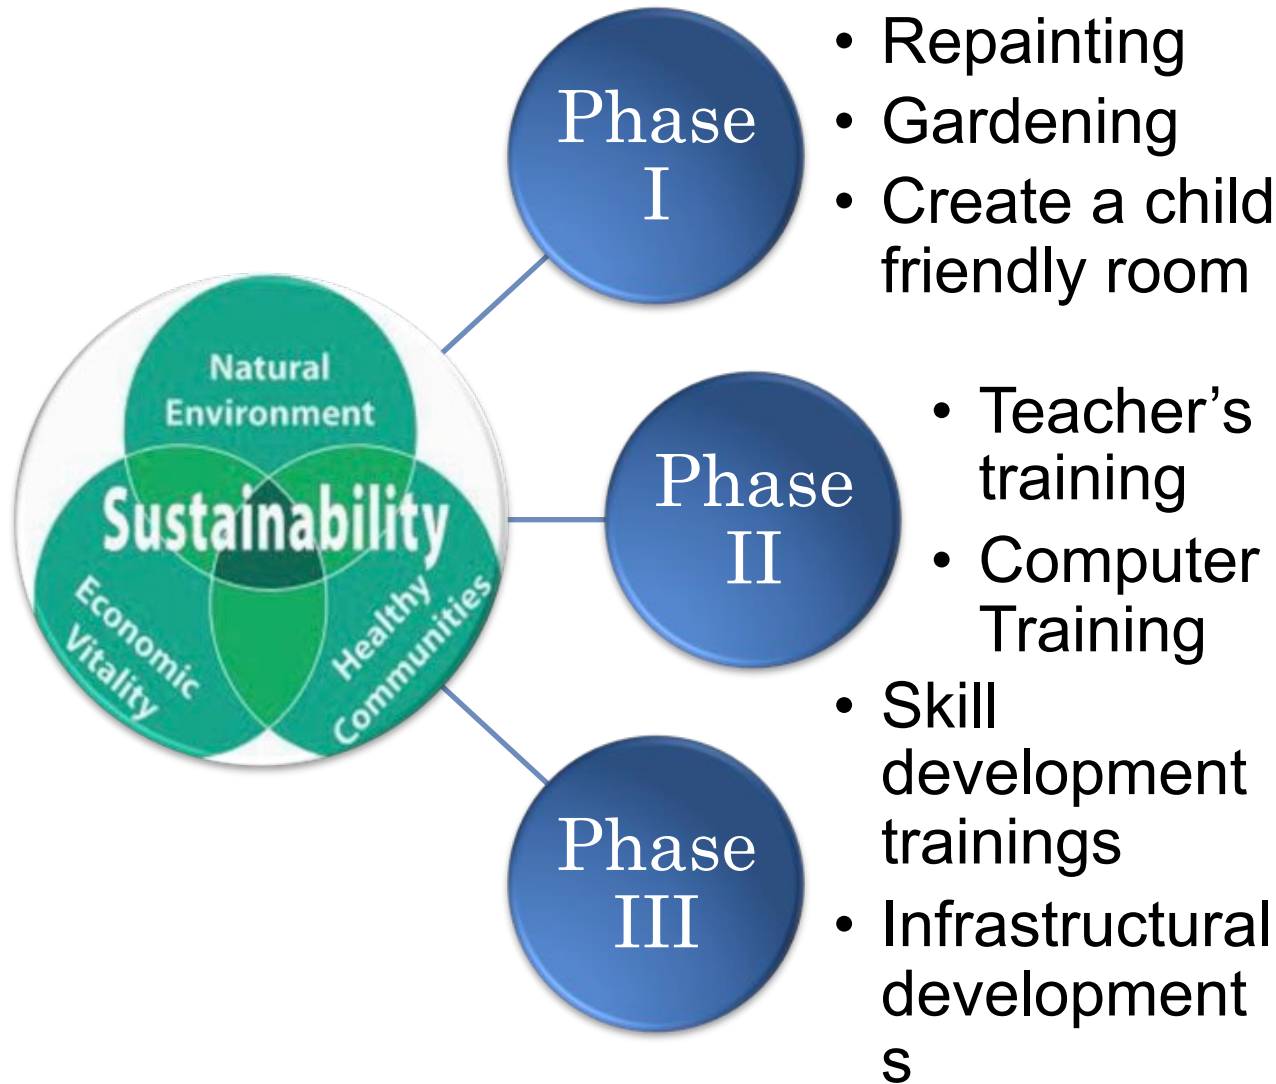 Natural
Environment
Sustainability
Economic
Vitality
Healthy
Communities
Phase
I
• Repainting
• Gardening
• Create a child
friendly room
Phase
II
• Teacher’s
training
• Computer
Training
Phase
III
• Skill
development
trainings
• Infrastructural
development
s